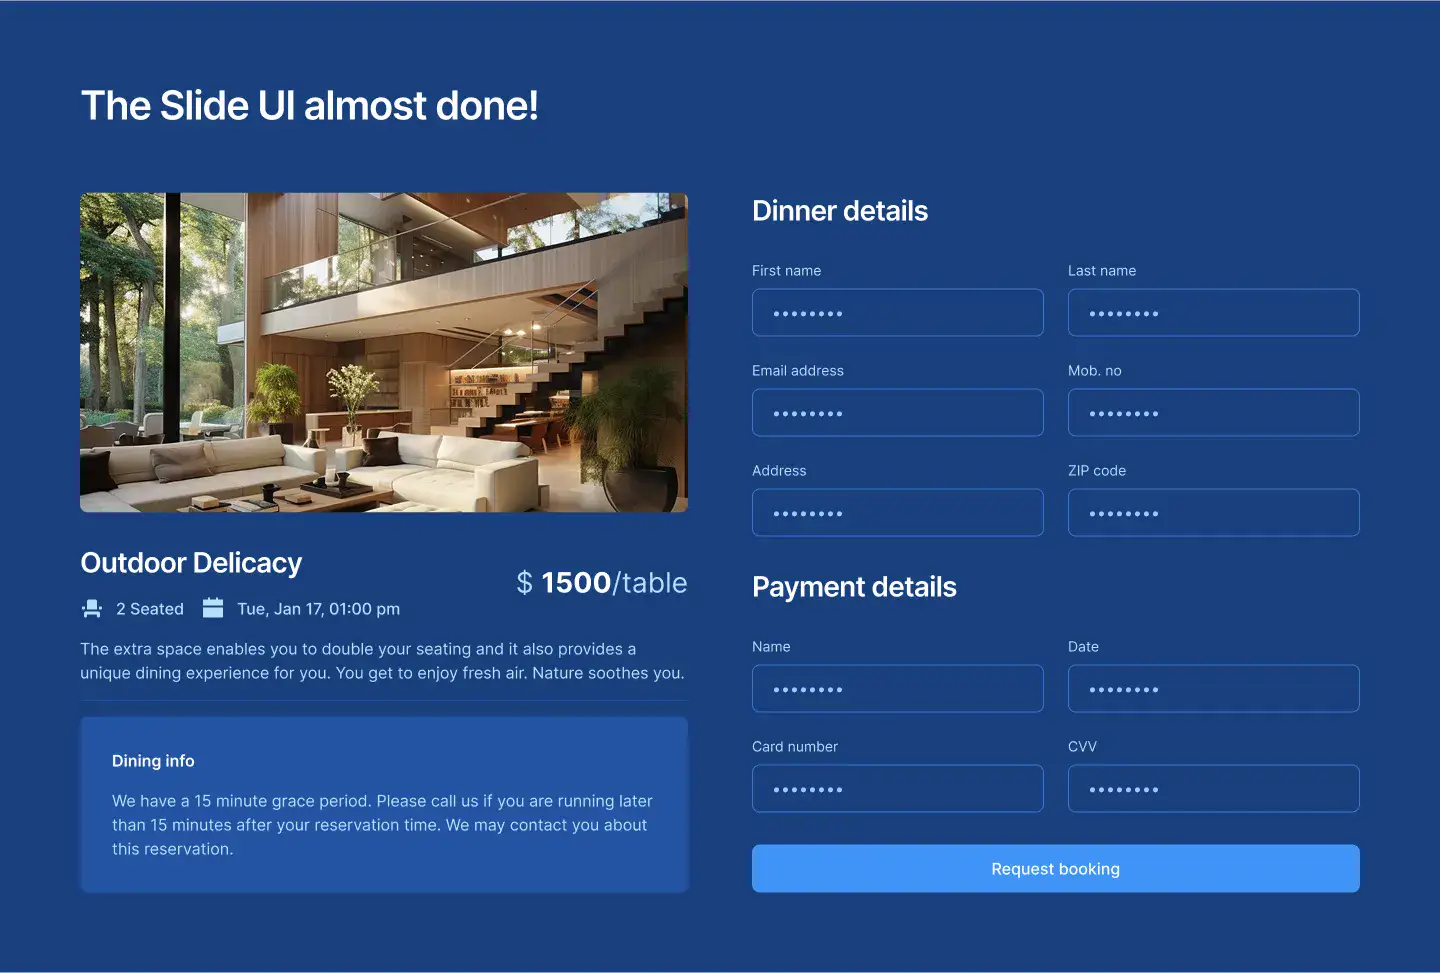 The Slide UI almost done!
Outdoor Delicacy
$ 1500/table
2 Seated
Tue, Jan 17, 01:00 pm
The extra space enables you to double your seating and it also provides a
unique dining experience for you. You get to enjoy fresh air. Nature soothes you.
Dining info
We have a 15 minute grace period. Please call us if you are running later
than 15 minutes after your reservation time. We may contact you about
this reservation.
Dinner details
First name
Last name
••••••••
••••••••
Email address
Mob. no
••••••••
••••••••
Address
ZIP code
••••••••
••••••••
Payment details
Name
Date
••••••••
••••••••
Card number
CVV
••••••••
••••••••
Request booking